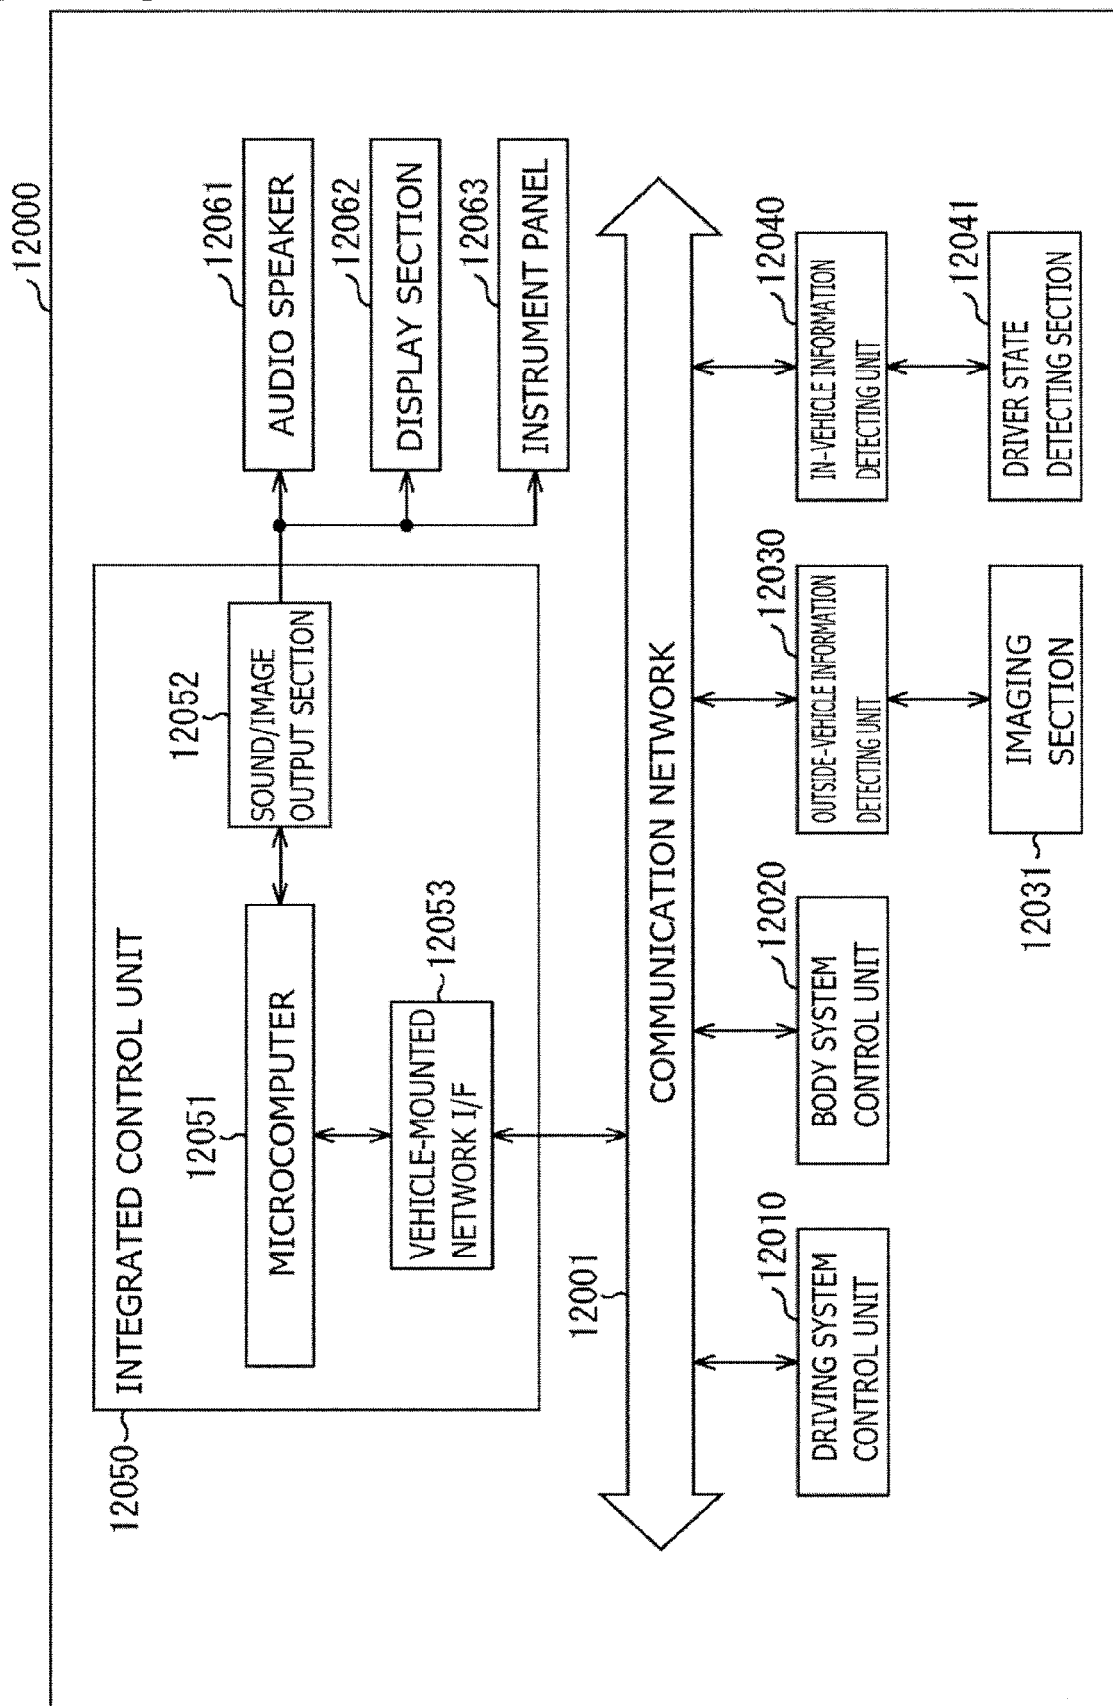 12000
12050
INTEGRATED CONTROL UNIT
12051
MICROCOMPUTER
12052
SOUND/IMAGE
OUTPUT SECTION
12061
AUDIO SPEAKER
12062
DISPLAY SECTION
12063
INSTRUMENT PANEL
12053
VEHICLE-MOUNTED
NETWORK I/F
12001
COMMUNICATION NETWORK
12010
DRIVING SYSTEM
CONTROL UNIT
12020
BODY SYSTEM
CONTROL UNIT
12030
OUTSIDE-VEHICLE INFORMATION
DETECTING UNIT
12040
IN-VEHICLE INFORMATION
DETECTING UNIT
12031
IMAGING
SECTION
12041
DRIVER STATE
DETECTING SECTION